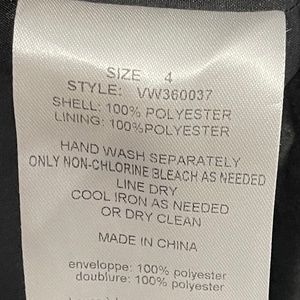 SIZE 4
STYLE: VW360037
SHELL: 100% POLYESTER
LINING: 100%POLYESTER
HAND WASH SEPARATELY
ONLY NON-CHLORINE BLEACH AS NEEDED
LINE DRY
COOL IRON AS NEEDED
OR DRY CLEAN
MADE IN CHINA
enveloppe: 100% polyester
doublure: 100% polyester